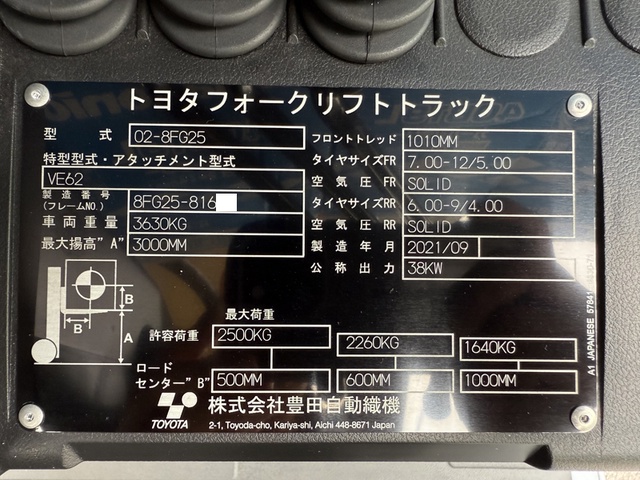 トヨタフォークリフトトラック
型 式 02-8FG25
特型型式・アタッチメント型式
VE62
製造番号
(フレームNO.) 8FG25-816
車両重量 3630KG
最大揚高"A" 3000MM
フロントトレッド 1010MM
タイヤサイズFR 7.00-12/5.00
空気圧FR SOLID
タイヤサイズRR 6.00-9/4.00
空気圧RR SOLID
製造年月 2021/09
公称出力 38KW
B
B
A
最大荷重
許容荷重 2500KG 2260KG 1640KG
ロード
センター"B" 500MM 600MM 1000MM
TOYOTA
株式会社豊田自動織機
2-1, Toyoda-cho, Kariya-shi, Aichi 448-8671 Japan
A1 JAPANESE